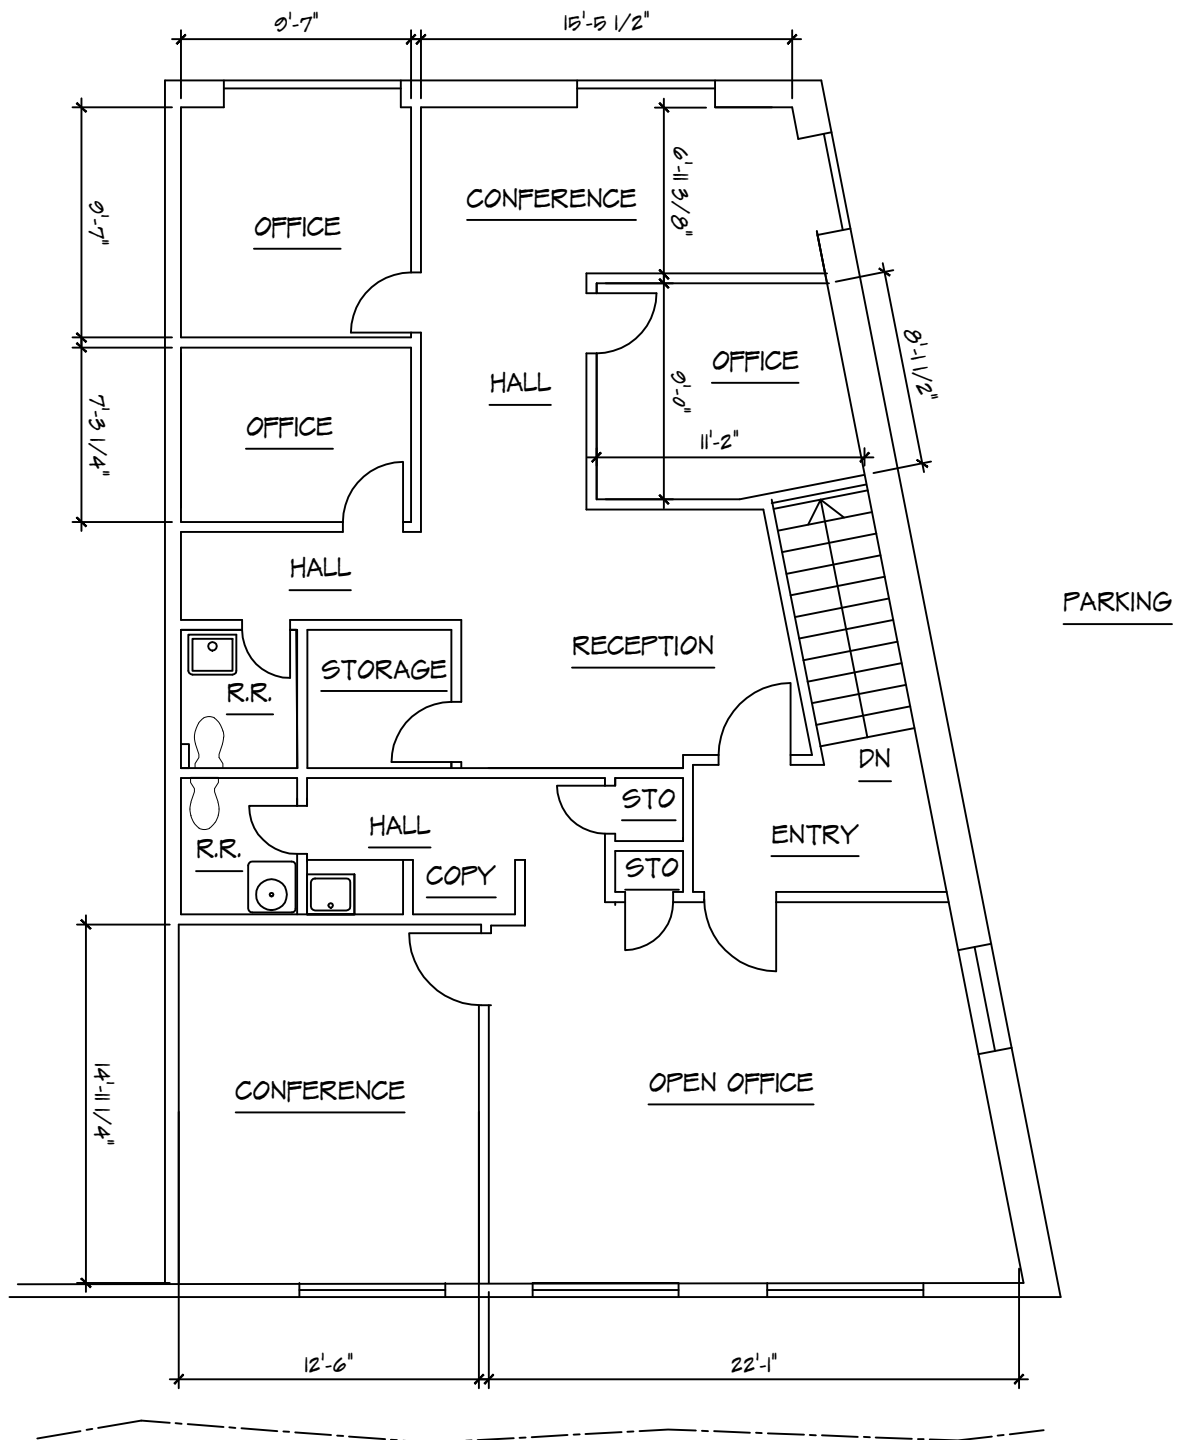 9'-7"
15'-5 1/2"
6'-11 3/8"
CONFERENCE
9'-7"
OFFICE
8'-1 1/2"
OFFICE
HALL
9'-0"
7'-3 1/4"
OFFICE
11'-2"
HALL
PARKING
RECEPTION
STORAGE
R.R.
DN
STO
HALL
ENTRY
R.R.
STO
COPY
14'-11 1/4"
CONFERENCE
OPEN OFFICE
12'-6"
22'-1"